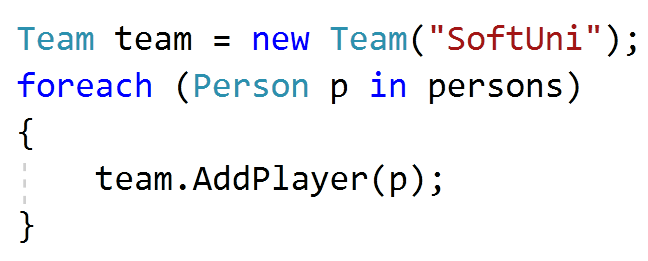 Team team = new Team("SoftUni");
foreach (Person p in persons)
{
    team.AddPlayer(p);
}